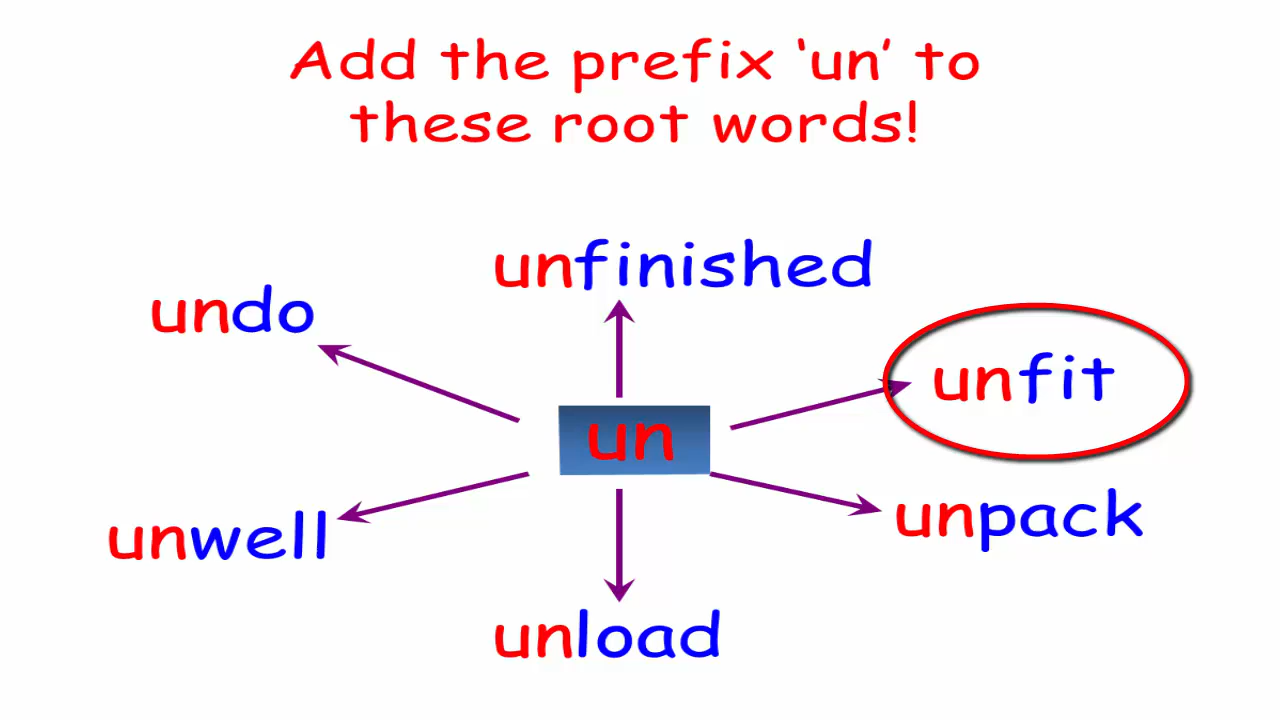 Add the prefix ‘un’ to
these root words!
unfinished
undo
unfit
un
unpack
unwell
unload